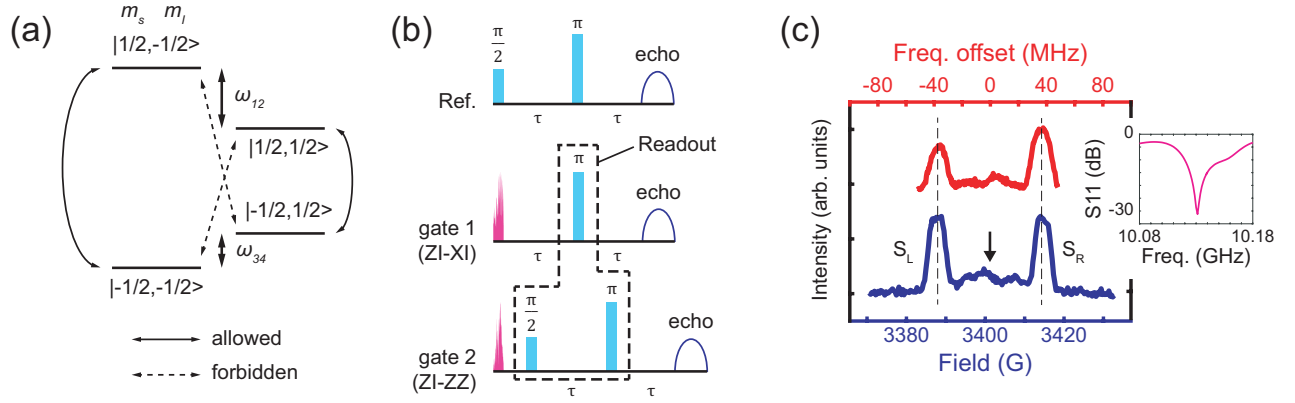 (a)
m_s m_I
|1/2,-1/2>
ω₁₂
|1/2,1/2>
|-1/2,1/2>
ω₃₄
|-1/2,-1/2>
allowed
forbidden
(b)
π/2
π
echo
Ref.
τ τ
Readout
π
echo
gate 1
(ZI-XI)
τ τ
π/2
π
echo
gate 2
(ZI-ZZ)
τ τ
(c)
Freq. offset (MHz)
-80 -40 0 40 80
Intensity (arb. units)
S_L
S_R
3380 3400 3420
Field (G)
S11 (dB)
0
-30
10.08 10.18
Freq. (GHz)